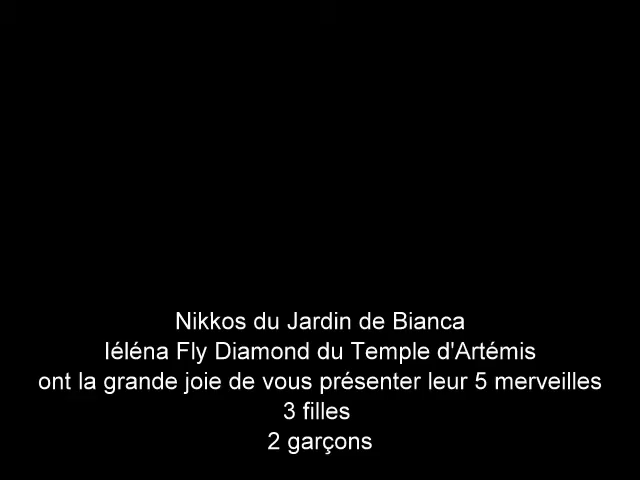 Nikkos du Jardin de Bianca
Iéléna Fly Diamond du Temple d'Artémis
ont la grande joie de vous présenter leur 5 merveilles
3 filles
2 garçons